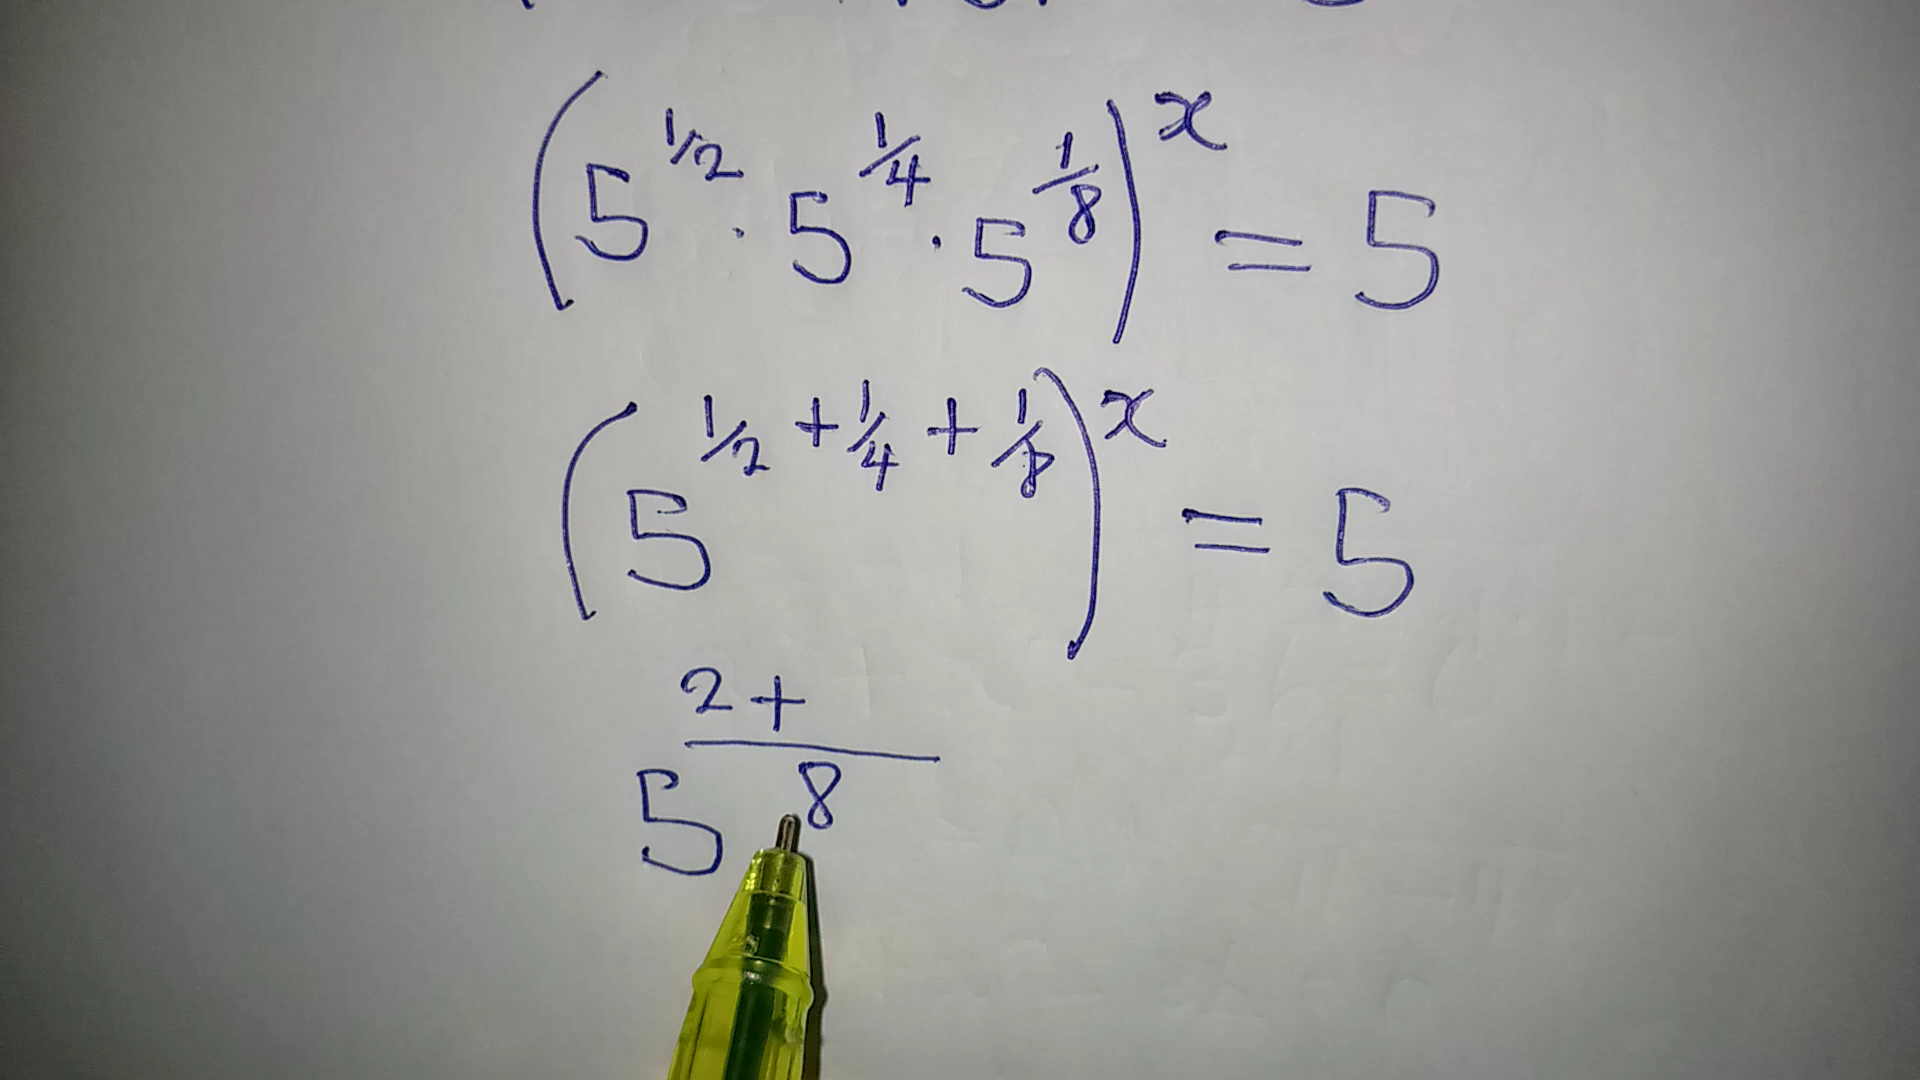 (5^1/2 · 5^1/4 · 5^1/8)^x = 5
(5^1/2 + 1/4 + 1/8)^x = 5
2 +
5 8